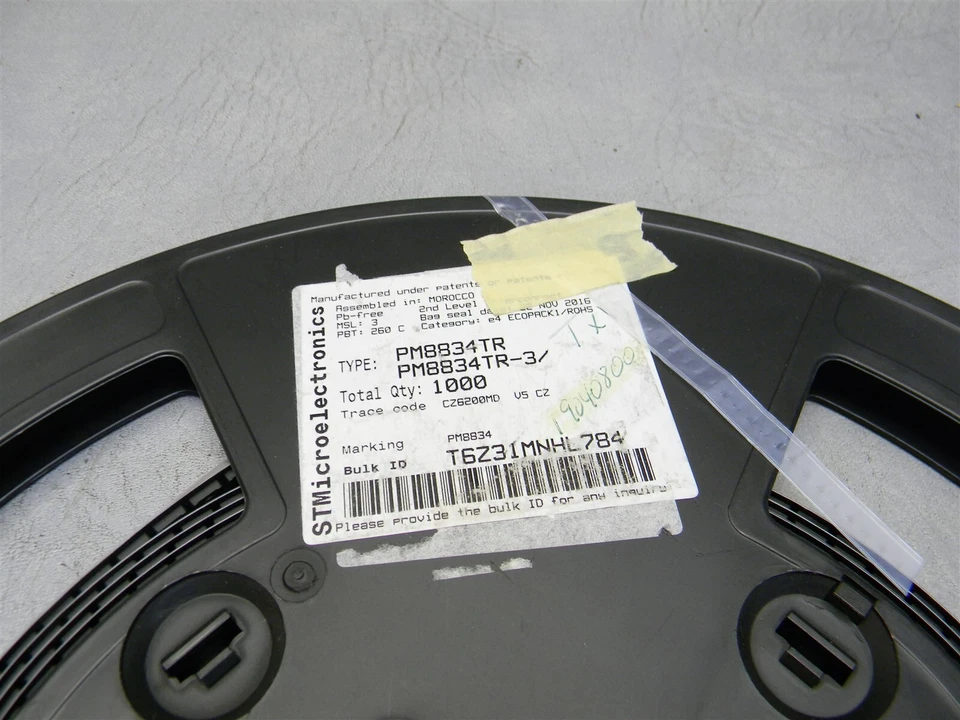 Manufactured under patents or patents
Assembled in: MOROCCO
Pb-free 2nd Level
MSL: 3 Bag seal NOV 2016
PBT: 260 C Category: e4 ECOPACK1/ROHS
STMicroelectronics
TYPE: PM8834TR
PM8834TR-3/
Total Qty: 1000
Trace code CZ6200MD V5 CZ
Marking PM8834
Bulk ID T6Z31MNHL784
Please provide the bulk ID for any inquiry